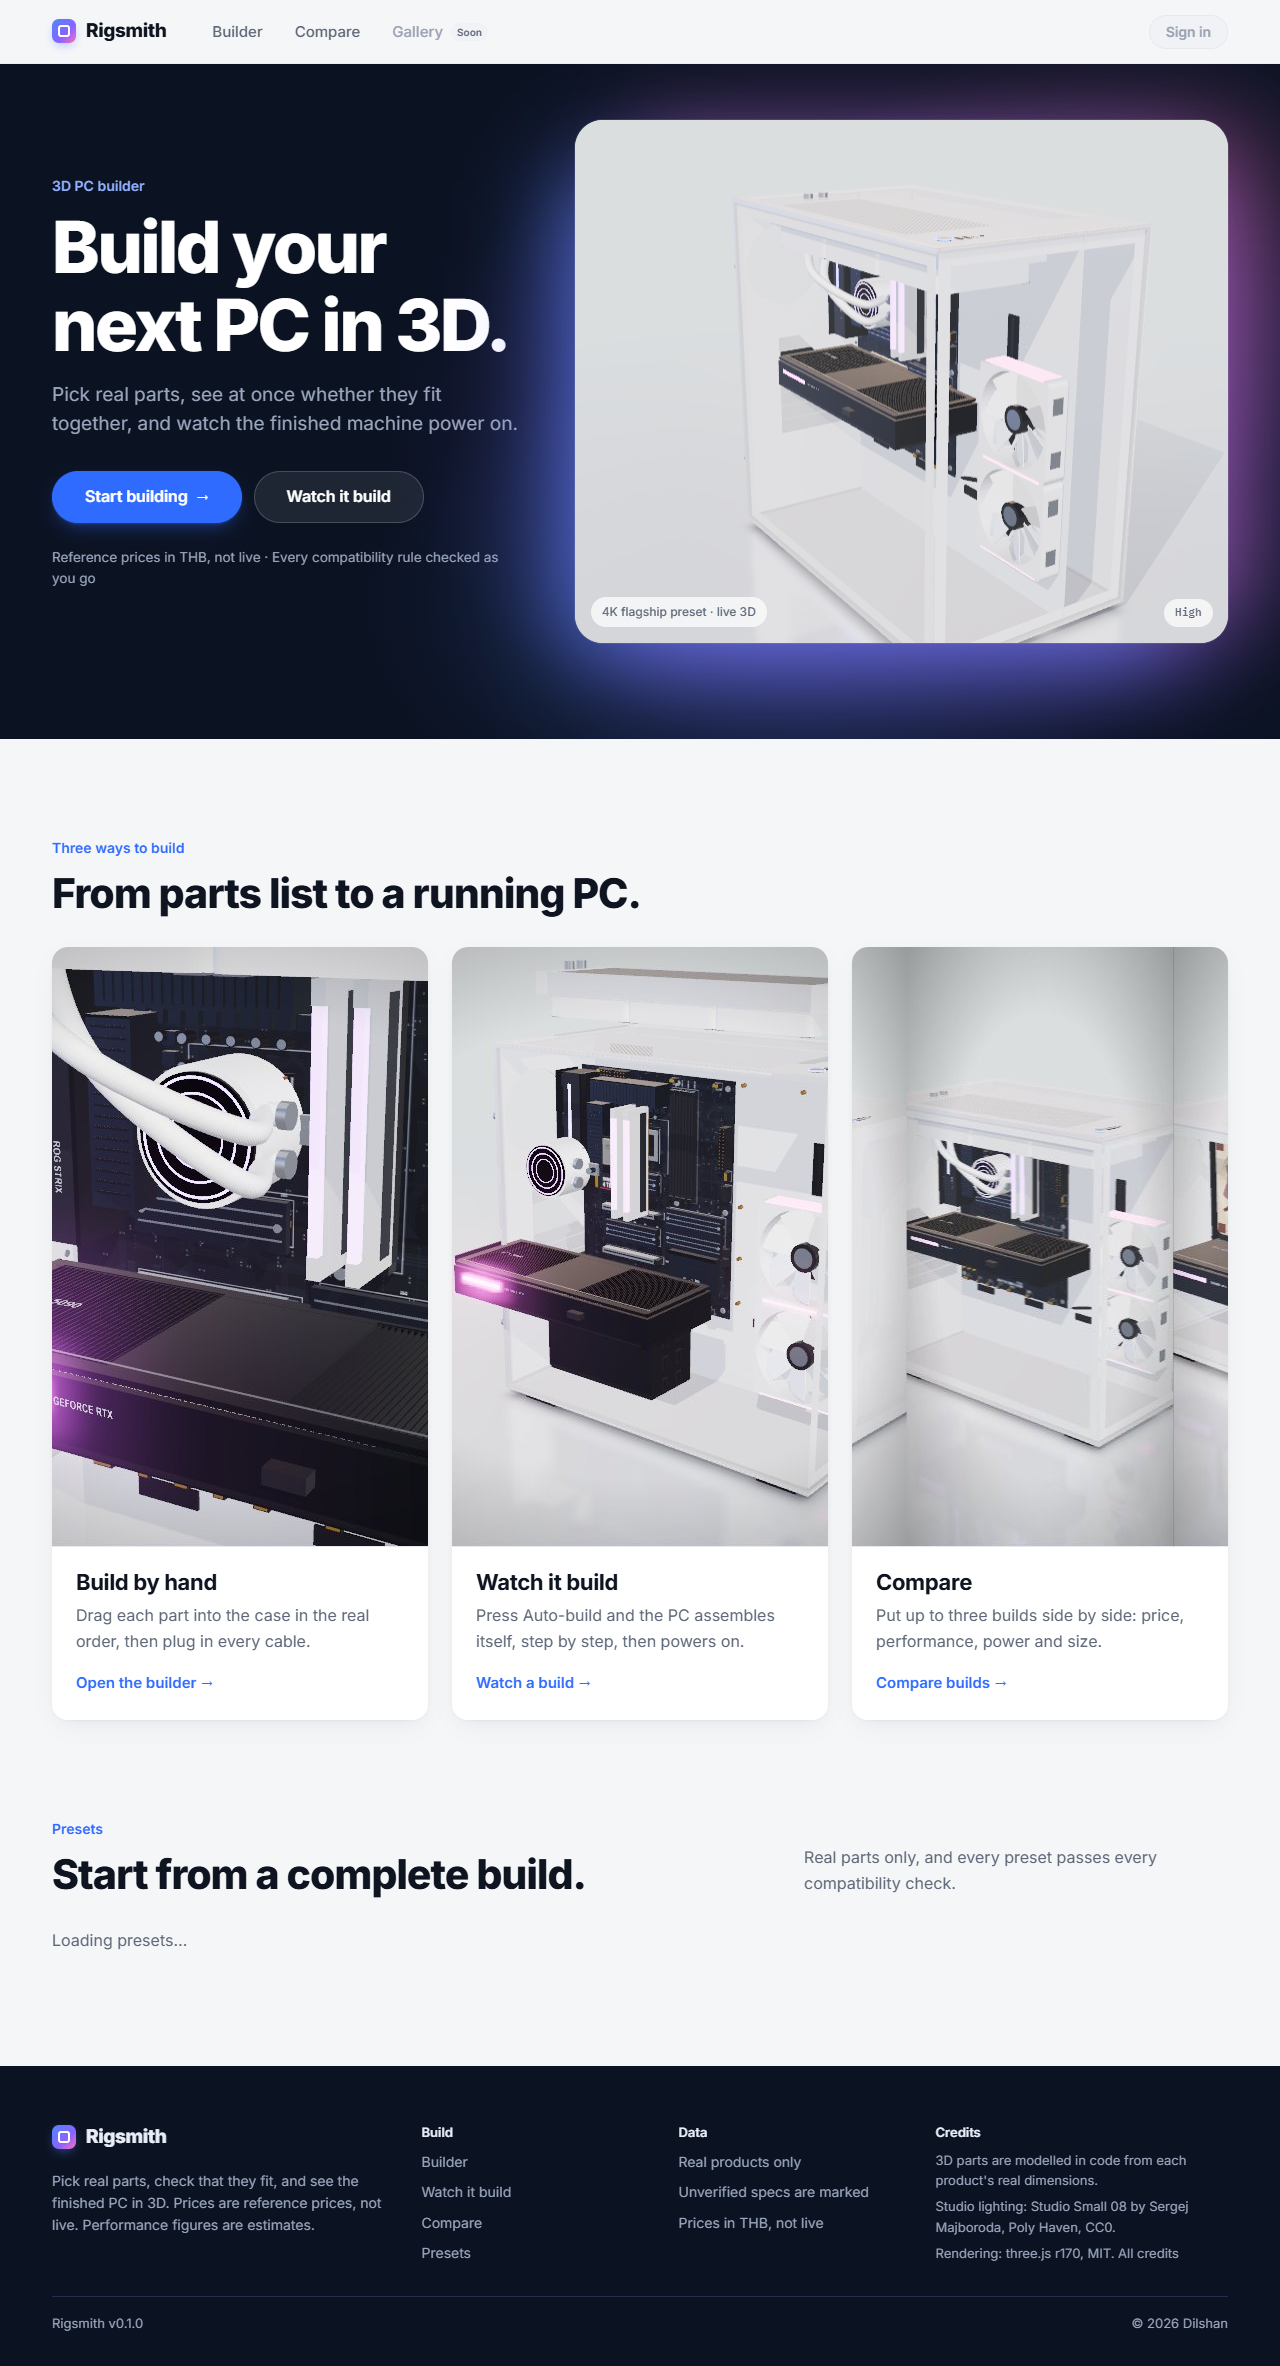 Rigsmith
Builder
Compare
Gallery
Soon
Sign in
3D PC builder
Build your
next PC in 3D.
Pick real parts, see at once whether they fit
together, and watch the finished machine power on.
Start building →
Watch it build
Reference prices in THB, not live · Every compatibility rule checked as
you go
4K flagship preset · live 3D
High
Three ways to build
From parts list to a running PC.
ROG STRIX
5090
GEFORCE RTX
Build by hand
Drag each part into the case in the real
order, then plug in every cable.
Open the builder →
Watch it build
Press Auto-build and the PC assembles
itself, step by step, then powers on.
Watch a build →
Compare
Put up to three builds side by side: price,
performance, power and size.
Compare builds →
Presets
Start from a complete build.
Real parts only, and every preset passes every
compatibility check.
Loading presets…
Rigsmith
Pick real parts, check that they fit, and see the
finished PC in 3D. Prices are reference prices, not
live. Performance figures are estimates.
Build
Builder
Watch it build
Compare
Presets
Data
Real products only
Unverified specs are marked
Prices in THB, not live
Credits
3D parts are modelled in code from each
product's real dimensions.
Studio lighting: Studio Small 08 by Sergej
Majboroda, Poly Haven, CC0.
Rendering: three.js r170, MIT. All credits
Rigsmith v0.1.0
© 2026 Dilshan